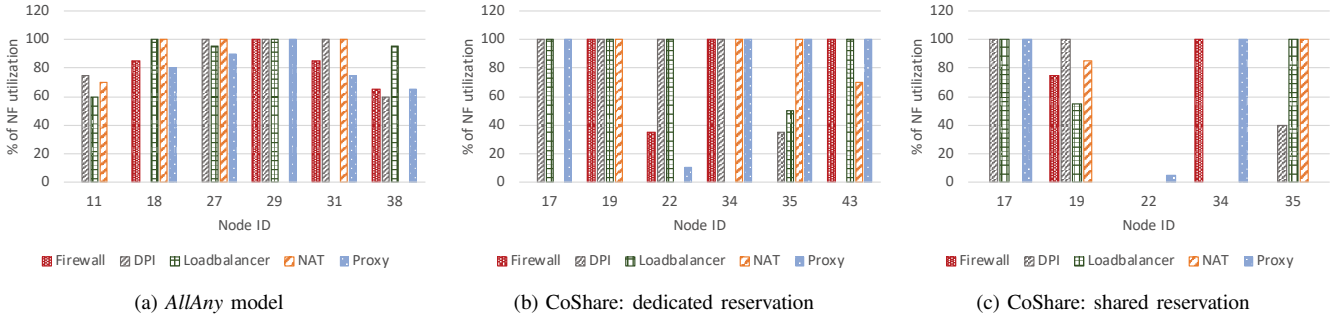 % of NF utilization
120
100
80
60
40
20
0
11 18 27 29 31 38
Node ID
Firewall DPI Loadbalancer NAT Proxy
(a) AllAny model
% of NF utilization
120
100
80
60
40
20
0
17 19 22 34 35 43
Node ID
Firewall DPI Loadbalancer NAT Proxy
(b) CoShare: dedicated reservation
% of NF utilization
120
100
80
60
40
20
0
17 19 22 34 35
Node ID
Firewall DPI Loadbalancer NAT Proxy
(c) CoShare: shared reservation